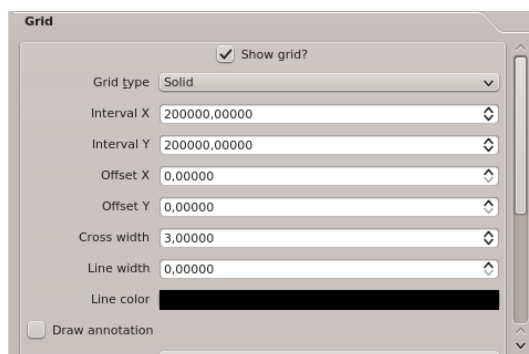 Grid
Show grid?
Grid type Solid
Interval X 200000,00000
Interval Y 200000,00000
Offset X 0,00000
Offset Y 0,00000
Cross width 3,00000
Line width 0,00000
Line color
Draw annotation